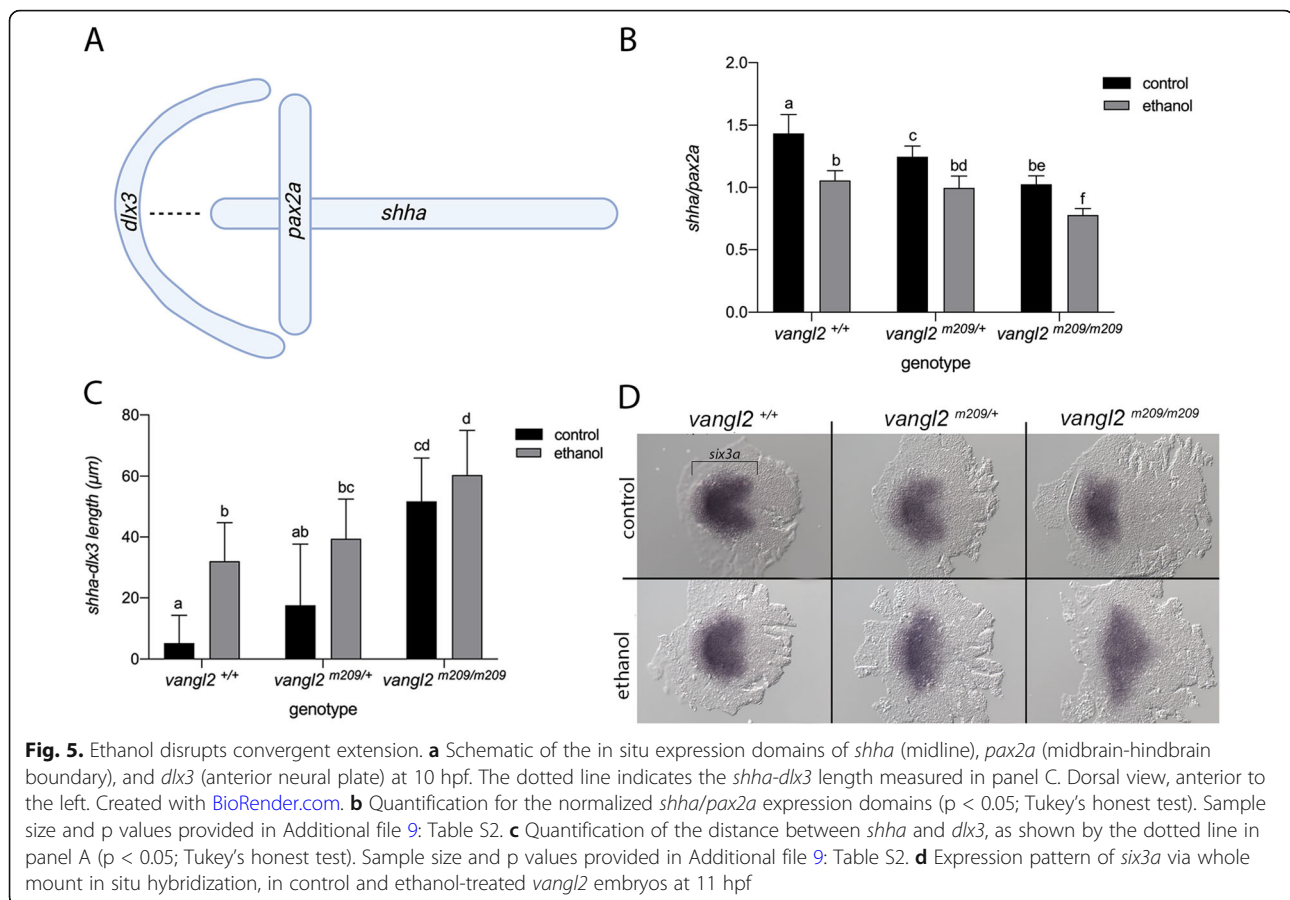 A
dlx3
pax2a
shha
B
2.0
1.5
1.0
0.5
0.0
shha/pax2a
a
b
c
bd
be
f
control
ethanol
vangl2 +/+
vangl2 m209/+
vangl2 m209/m209
genotype
C
80
60
40
20
0
shha-dlx3 length (µm)
a
b
ab
bc
cd
d
control
ethanol
vangl2 +/+
vangl2 m209/+
vangl2 m209/m209
genotype
D
vangl2 +/+
vangl2 m209/+
vangl2 m209/m209
six3a
control
ethanol
Fig. 5. Ethanol disrupts convergent extension. a Schematic of the in situ expression domains of shha (midline), pax2a (midbrain-hindbrain
boundary), and dlx3 (anterior neural plate) at 10 hpf. The dotted line indicates the shha-dlx3 length measured in panel C. Dorsal view, anterior to
the left. Created with BioRender.com. b Quantification for the normalized shha/pax2a expression domains (p < 0.05; Tukey's honest test). Sample
size and p values provided in Additional file 9: Table S2. c Quantification of the distance between shha and dlx3, as shown by the dotted line in
panel A (p < 0.05; Tukey's honest test). Sample size and p values provided in Additional file 9: Table S2. d Expression pattern of six3a via whole
mount in situ hybridization, in control and ethanol-treated vangl2 embryos at 11 hpf